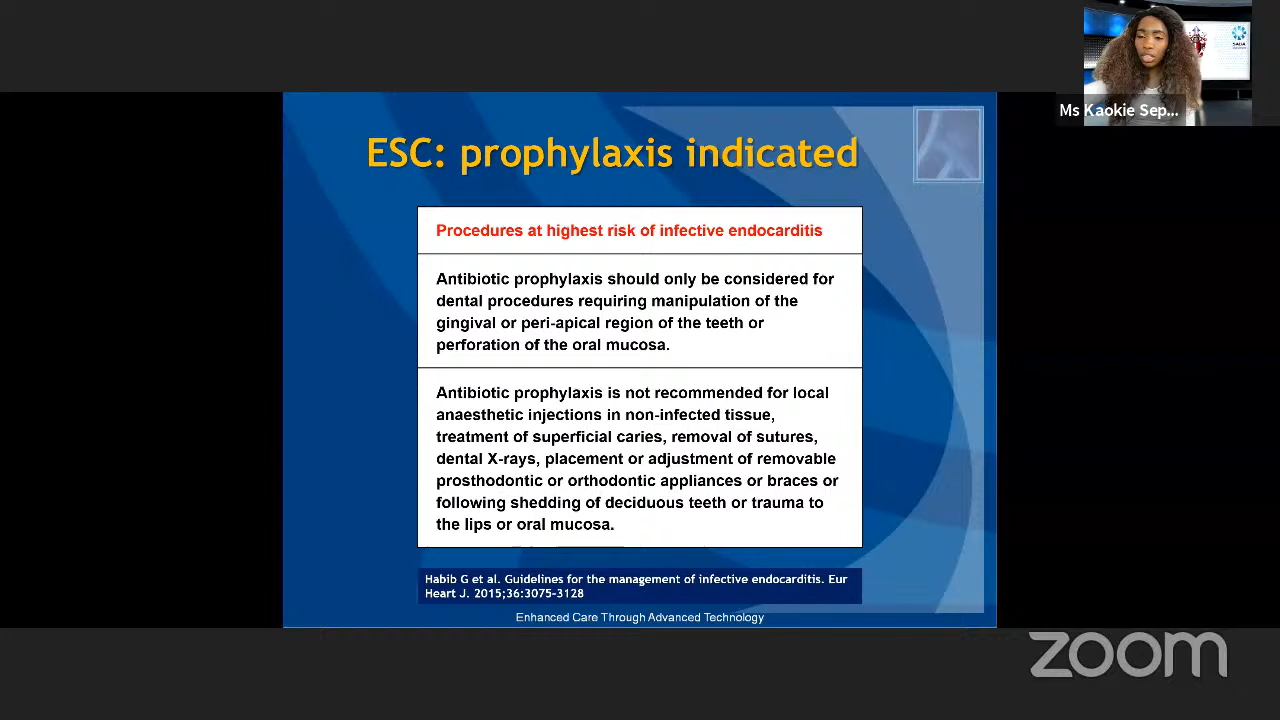 Ms Kaokie Sep...
SADA
ESC: prophylaxis indicated
Procedures at highest risk of infective endocarditis
Antibiotic prophylaxis should only be considered for
dental procedures requiring manipulation of the
gingival or peri-apical region of the teeth or
perforation of the oral mucosa.
Antibiotic prophylaxis is not recommended for local
anaesthetic injections in non-infected tissue,
treatment of superficial caries, removal of sutures,
dental X-rays, placement or adjustment of removable
prosthodontic or orthodontic appliances or braces or
following shedding of deciduous teeth or trauma to
the lips or oral mucosa.
Habib G et al. Guidelines for the management of infective endocarditis. Eur
Heart J. 2015;36:3075-3128
Enhanced Care Through Advanced Technology
zoom